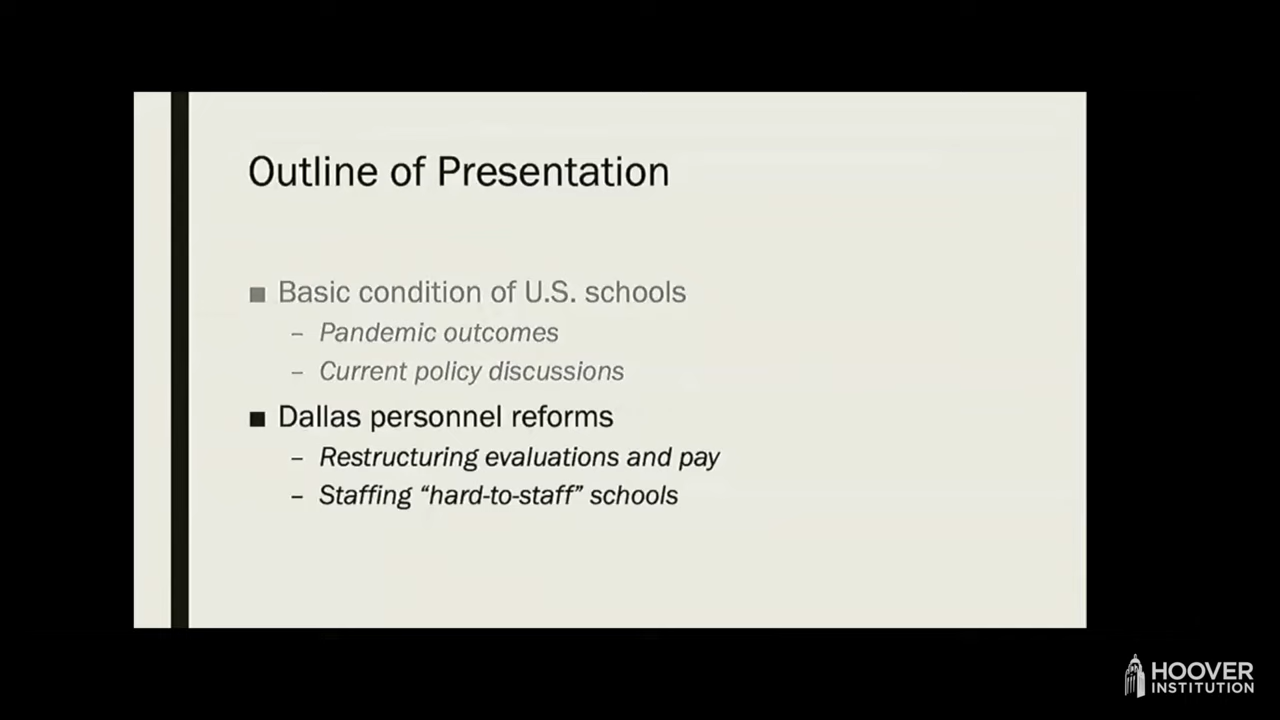 Outline of Presentation
■ Basic condition of U.S. schools
– Pandemic outcomes
– Current policy discussions
■ Dallas personnel reforms
– Restructuring evaluations and pay
– Staffing “hard-to-staff” schools
HOOVER
INSTITUTION